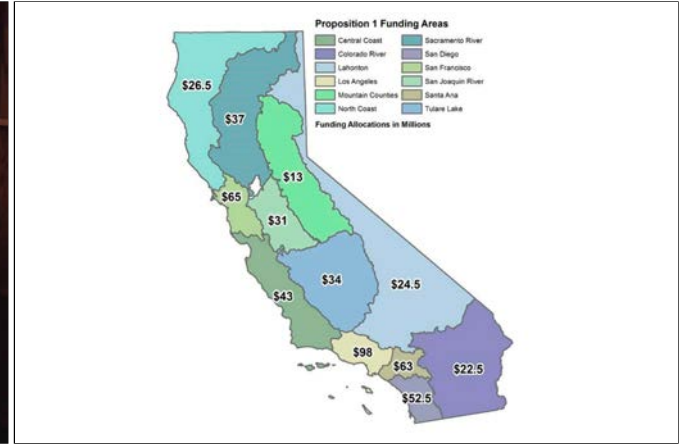 Proposition 1 Funding Areas
Central Coast
Sacramento River
Colorado River
San Diego
Lahonton
San Francisco
Los Angeles
San Joaquin River
Mountain Counties
Santa Ana
North Coast
Tulare Lake
Funding Allocations in Millions
$26.5
$37
$13
$65
$31
$34
$24.5
$43
$98
$63
$22.5
$52.5